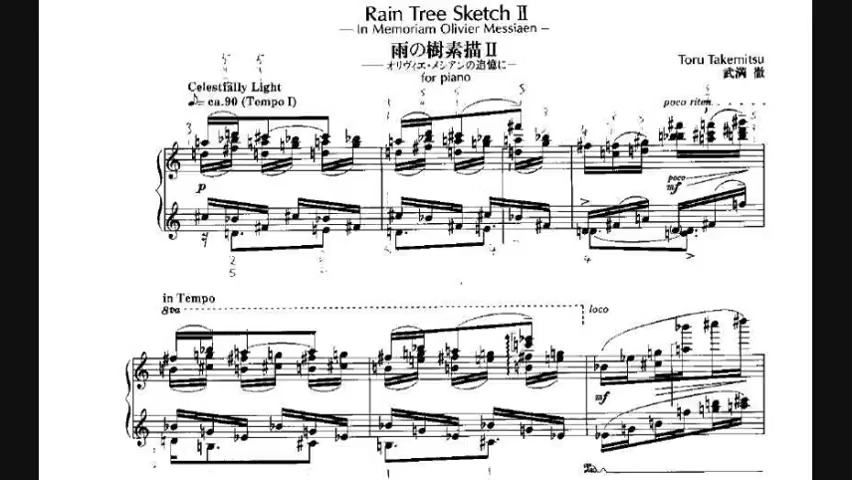 Rain Tree Sketch II
— In Memoriam Olivier Messiaen —
雨の樹素描 II
—— オリヴィエ・メシアンの追憶に—
for piano
Toru Takemitsu
武満 徹
Celestially Light
♪= ca.90 (Tempo I)
poco riten.
p
poco
mf
in Tempo
8va
loco
mf
Ped.